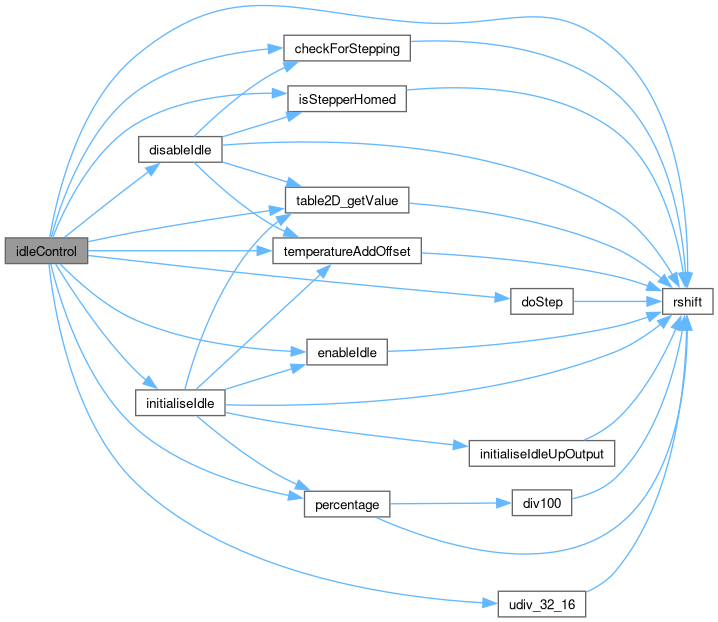 checkForStepping
isStepperHomed
disableIdle
table2D_getValue
idleControl
temperatureAddOffset
doStep
rshift
enableIdle
initialiseIdle
initialiseIdleUpOutput
percentage
div100
udiv_32_16